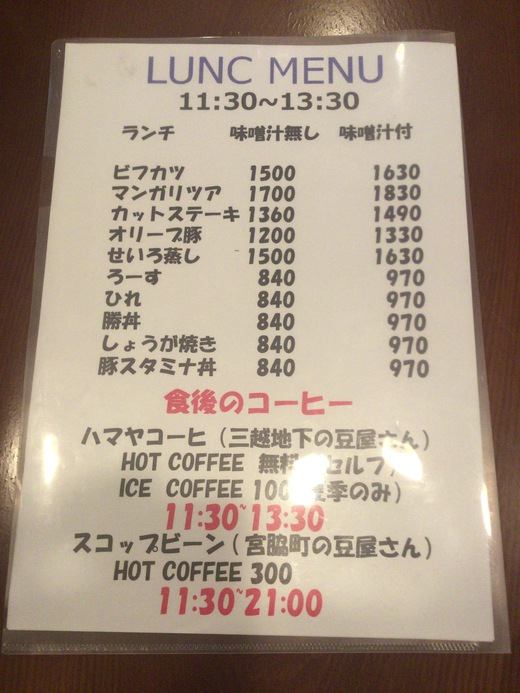 LUNC MENU
11:30~13:30
ランチ 味噌汁無し 味噌汁付
ビフカツ 1500 1630
マンガリツア 1700 1830
カットステーキ 1360 1490
オリーブ豚 1200 1330
せいろ蒸し 1500 1630
ろーす 840 970
ひれ 840 970
勝丼 840 970
しょうが焼き 840 970
豚スタミナ丼 840 970
食後のコーヒー
ハマヤコーヒ(三越地下の豆屋さん)
HOT COFFEE 無料 セルフ
ICE COFFEE 100 季のみ)
11:30~13:30
スコップビーン(宮脇町の豆屋さん)
HOT COFFEE 300
11:30~21:00